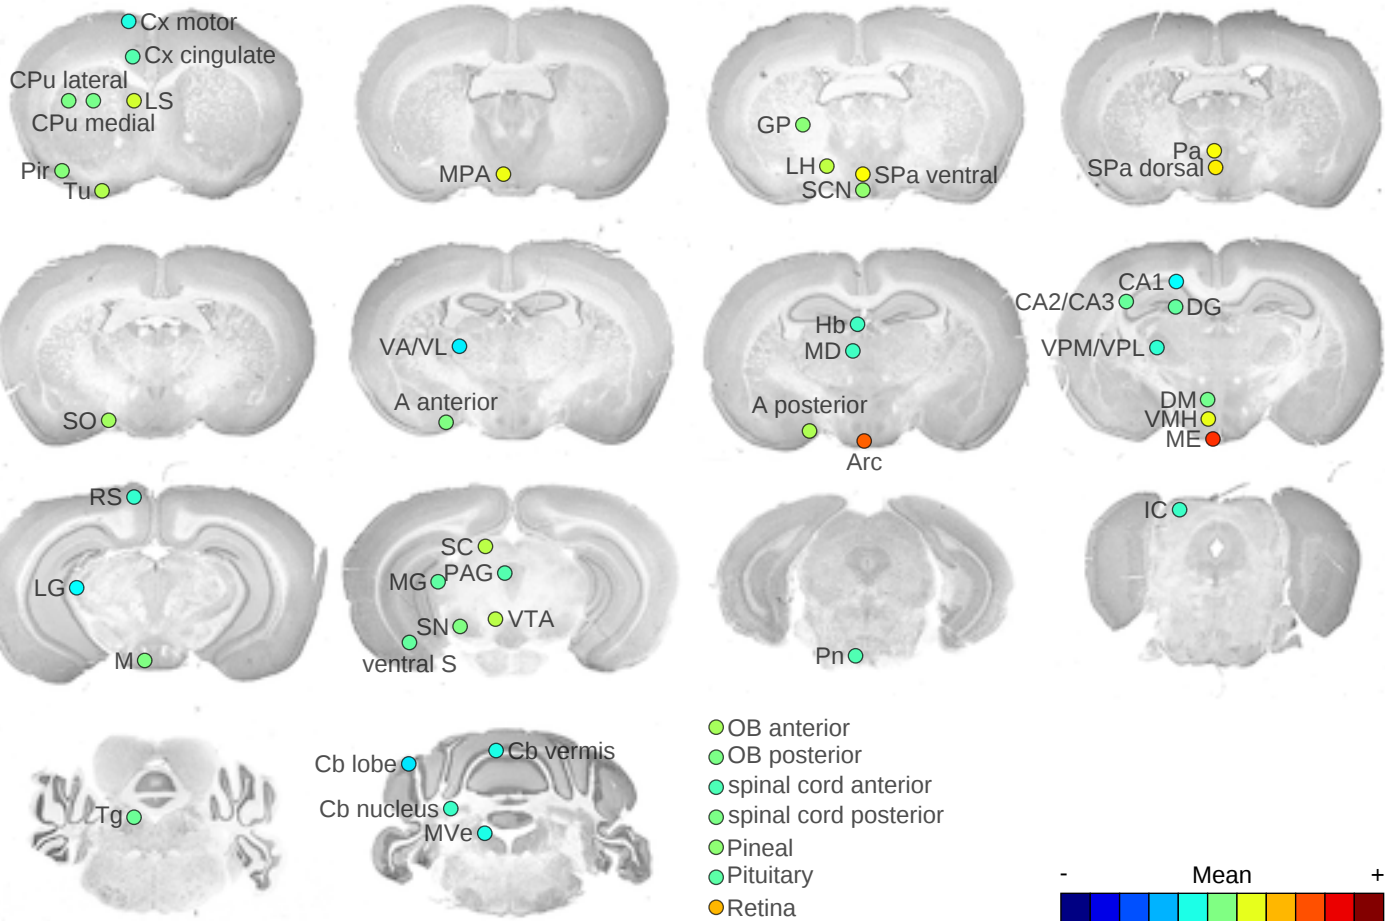 Cx motor
Cx cingulate
CPu lateral
LS
CPu medial
Pir
Tu
MPA
GP
LH
SPa ventral
SCN
Pa
SPa dorsal
SO
VA/VL
A anterior
Hb
MD
A posterior
Arc
CA1
CA2/CA3
DG
VPM/VPL
DM
VMH
ME
RS
LG
M
SC
MG
PAG
SN
VTA
ventral S
Pn
IC
Tg
Cb lobe
Cb vermis
Cb nucleus
MVe
OB anterior
OB posterior
spinal cord anterior
spinal cord posterior
Pineal
Pituitary
Retina
- Mean +